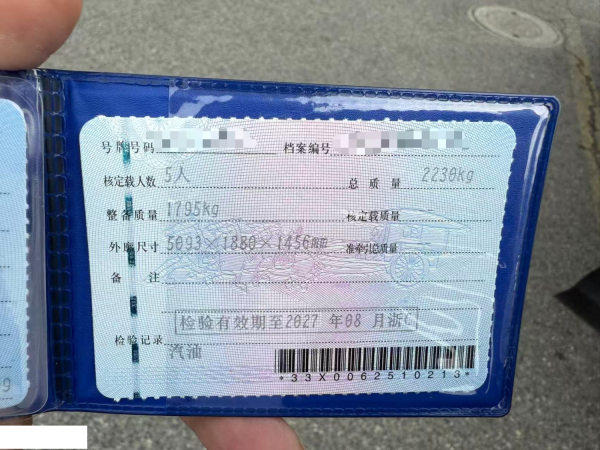 号牌号码 档案编号
核定载人数 5人 总质量 2230kg
整备质量 1795kg 核定载质量
外廓尺寸 5093×1880×1456mm 准牵引总质量
备注
检验有效期至2027年08月浙C
检验记录
汽油
*33X0062510213*